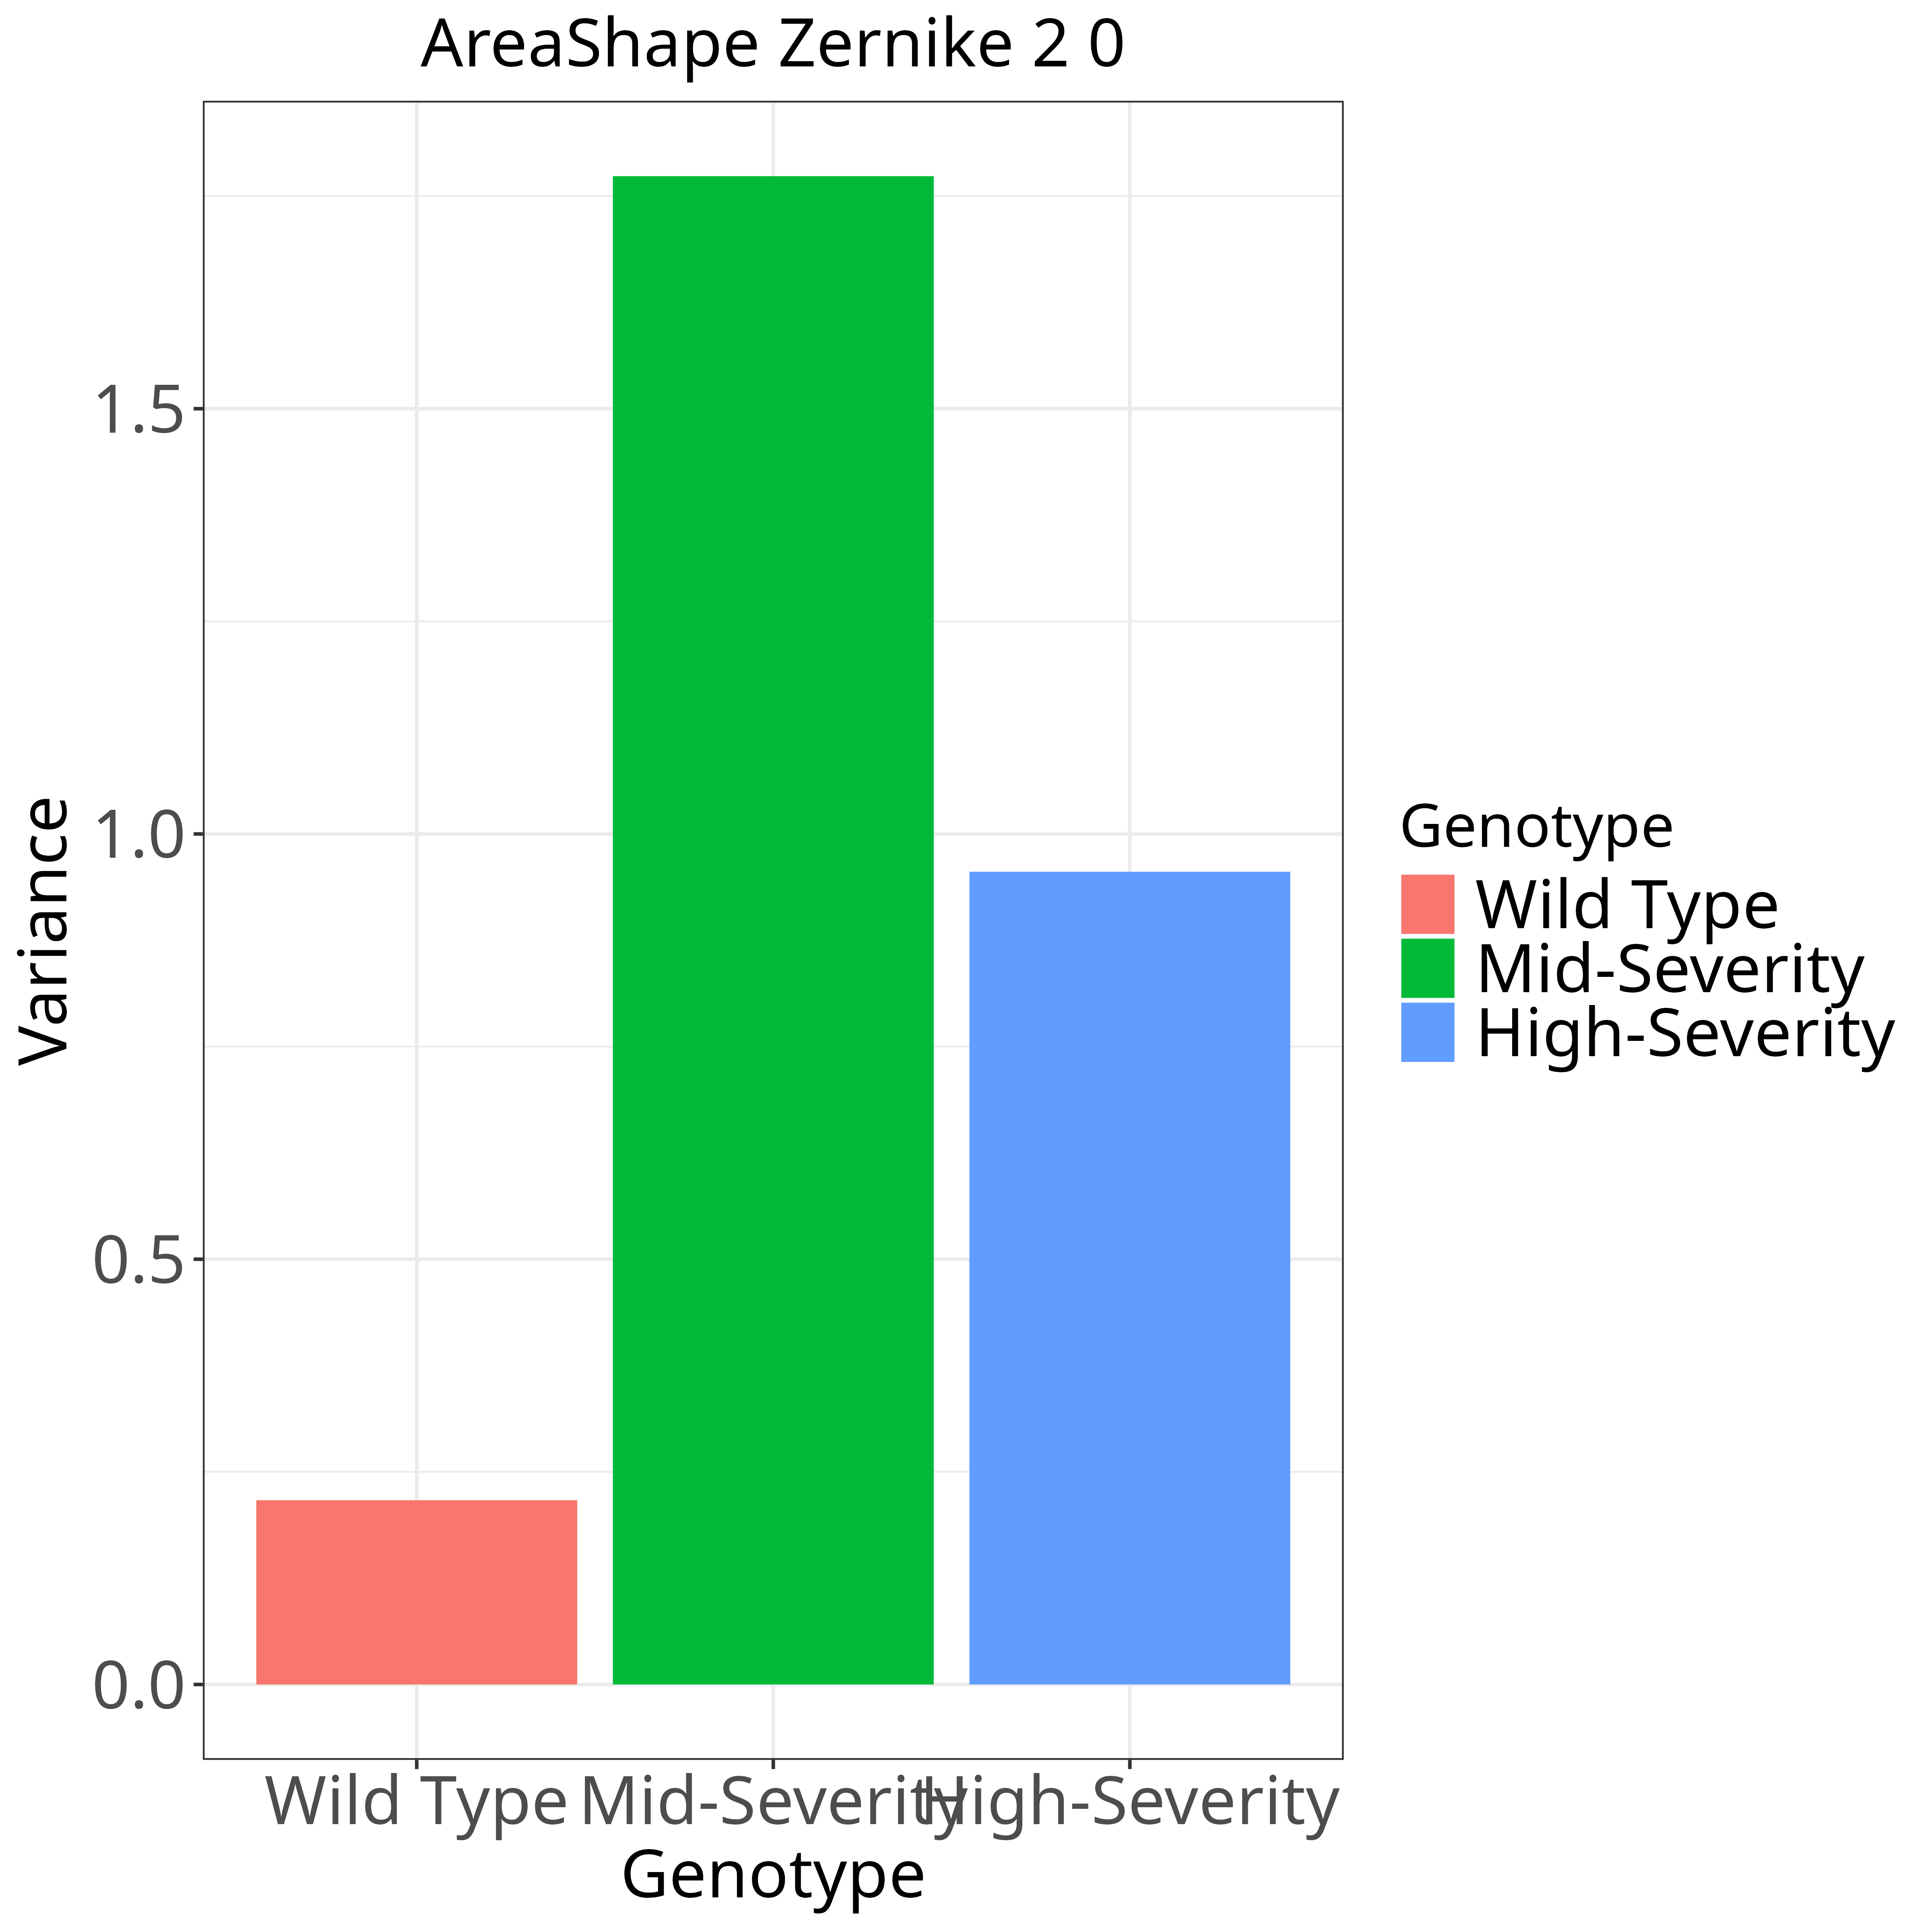 AreaShape Zernike 2 0
Variance
1.5
1.0
0.5
0.0
Wild Type Mid-Severity High-Severity
Genotype
Genotype
Wild Type
Mid-Severity
High-Severity